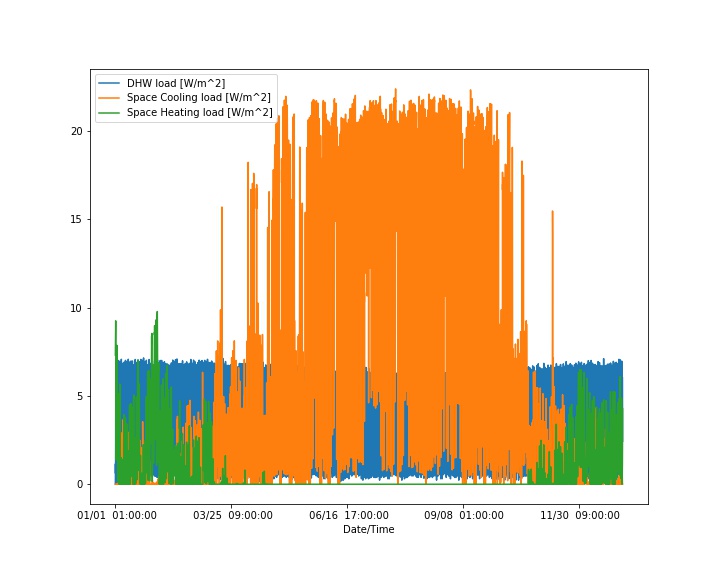 DHW load [W/m^2]
Space Cooling load [W/m^2]
Space Heating load [W/m^2]
20
15
10
5
0
01/01  01:00:00
03/25  09:00:00
06/16  17:00:00
09/08  01:00:00
11/30  09:00:00
Date/Time